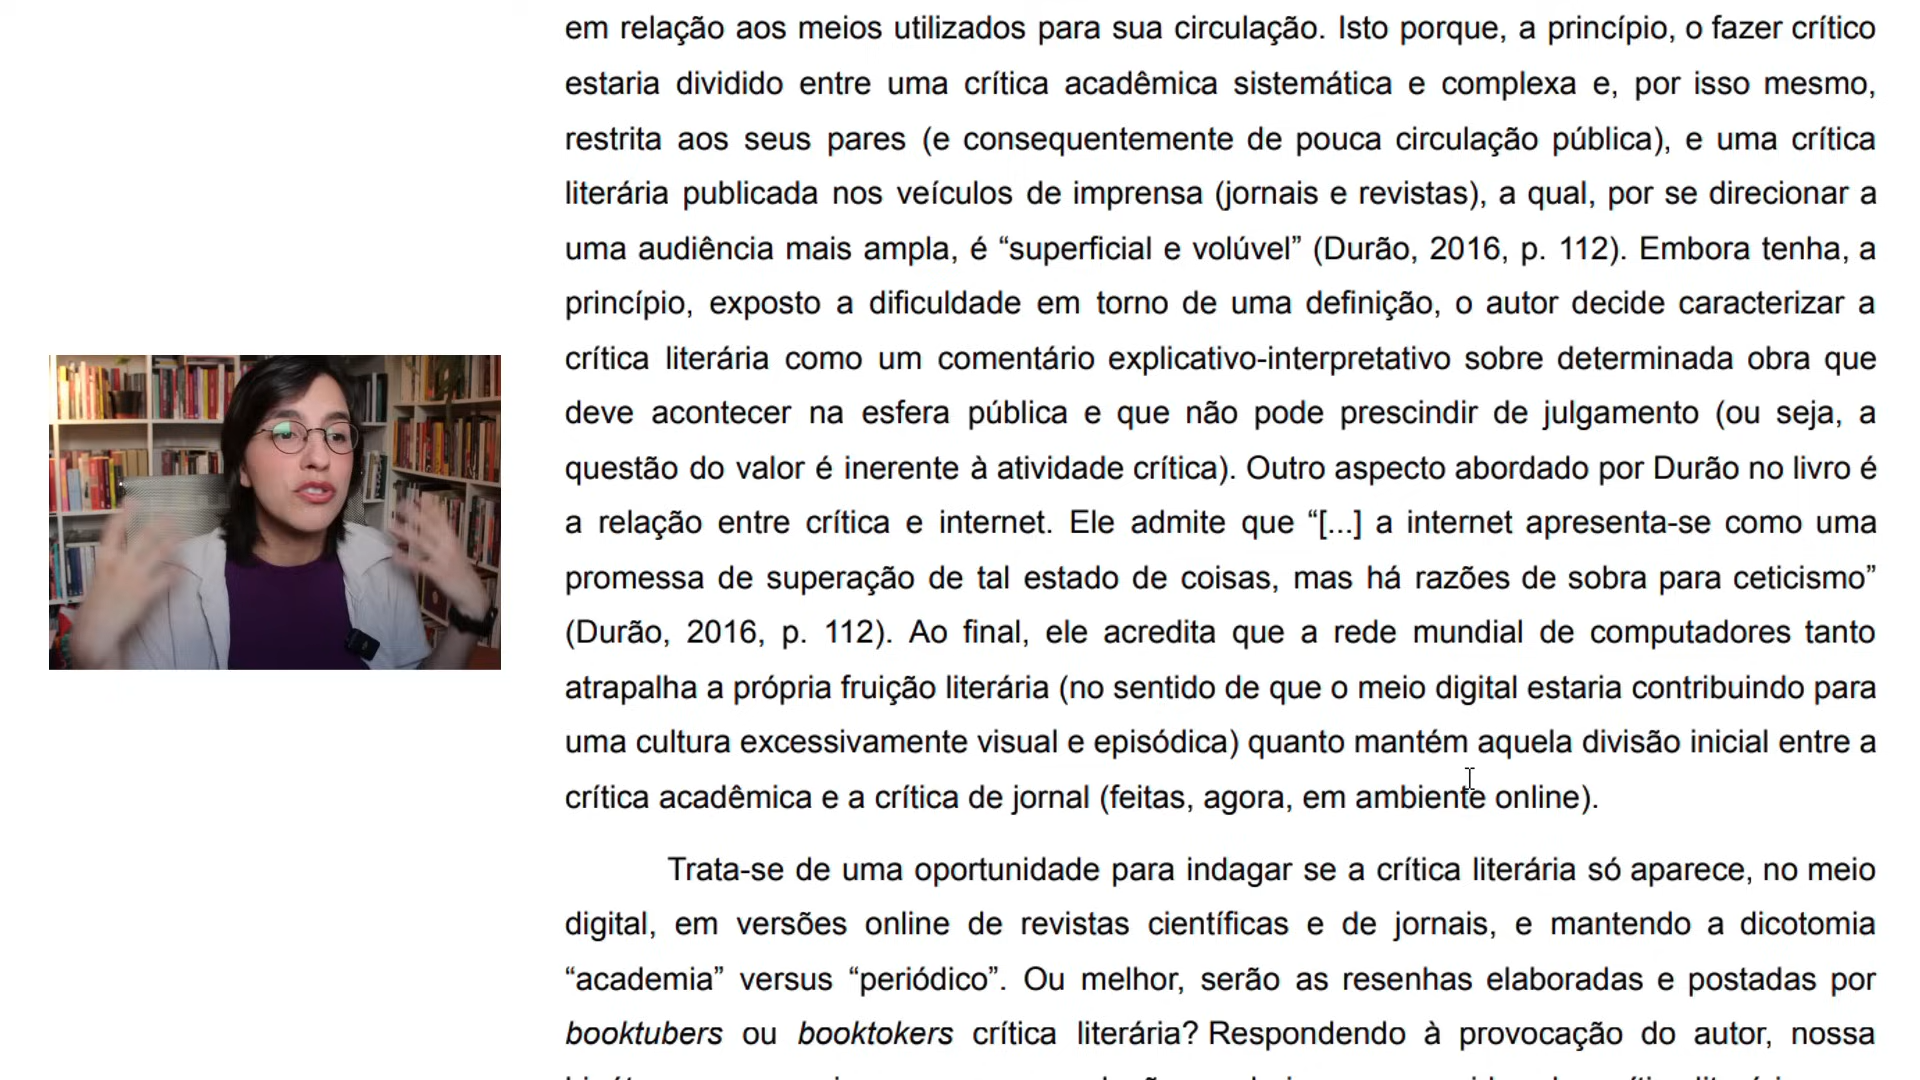 em relação aos meios utilizados para sua circulação. Isto porque, a princípio, o fazer crítico
estaria dividido entre uma crítica acadêmica sistemática e complexa e, por isso mesmo,
restrita aos seus pares (e consequentemente de pouca circulação pública), e uma crítica
literária publicada nos veículos de imprensa (jornais e revistas), a qual, por se direcionar a
uma audiência mais ampla, é “superficial e volúvel” (Durão, 2016, p. 112). Embora tenha, a
princípio, exposto a dificuldade em torno de uma definição, o autor decide caracterizar a
crítica literária como um comentário explicativo-interpretativo sobre determinada obra que
deve acontecer na esfera pública e que não pode prescindir de julgamento (ou seja, a
questão do valor é inerente à atividade crítica). Outro aspecto abordado por Durão no livro é
a relação entre crítica e internet. Ele admite que “[...] a internet apresenta-se como uma
promessa de superação de tal estado de coisas, mas há razões de sobra para ceticismo”
(Durão, 2016, p. 112). Ao final, ele acredita que a rede mundial de computadores tanto
atrapalha a própria fruição literária (no sentido de que o meio digital estaria contribuindo para
uma cultura excessivamente visual e episódica) quanto mantém aquela divisão inicial entre a
crítica acadêmica e a crítica de jornal (feitas, agora, em ambiente online).
Trata-se de uma oportunidade para indagar se a crítica literária só aparece, no meio
digital, em versões online de revistas científicas e de jornais, e mantendo a dicotomia
“academia” versus “periódico”. Ou melhor, serão as resenhas elaboradas e postadas por
booktubers ou booktokers crítica literária? Respondendo à provocação do autor, nossa